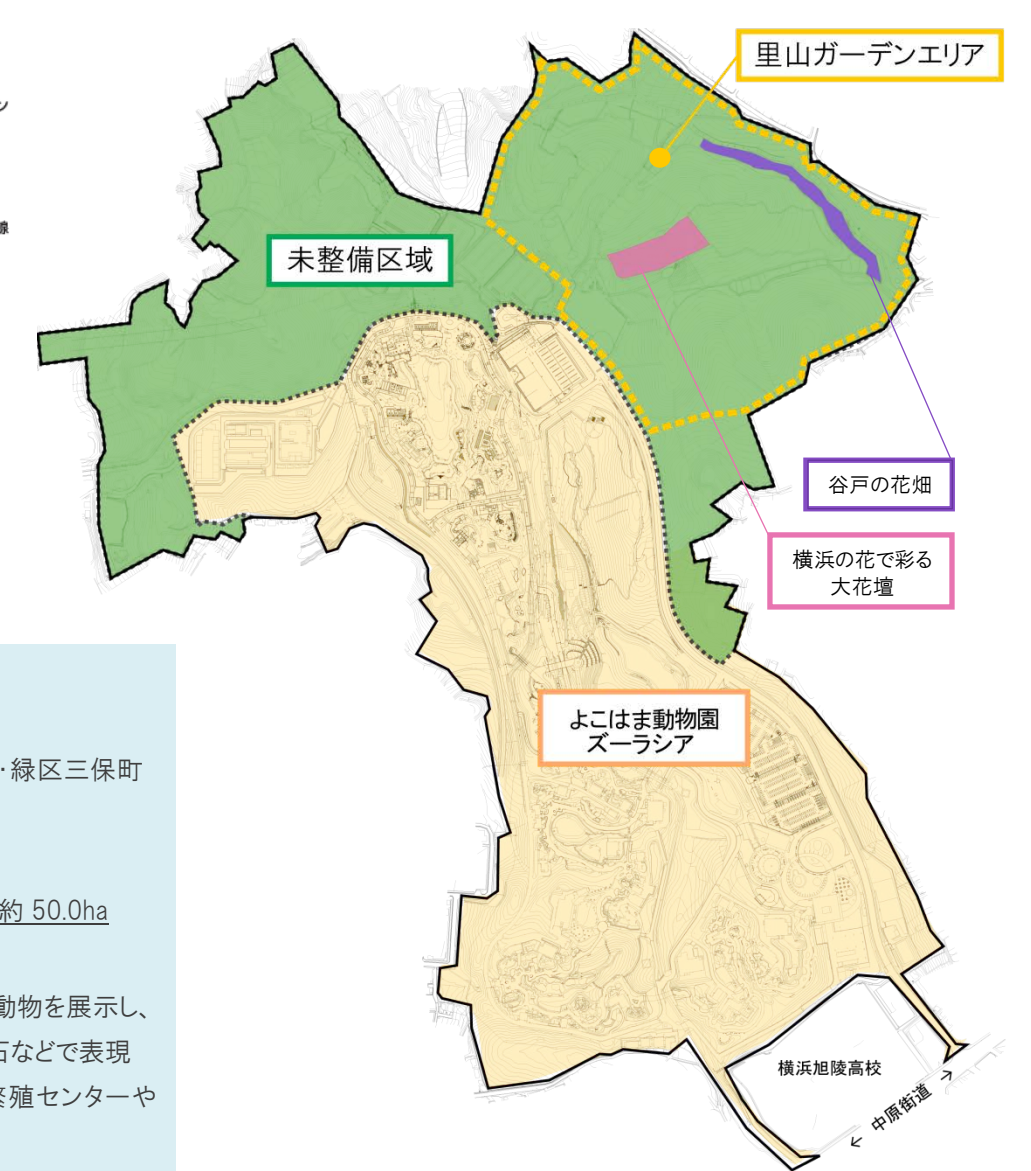 里山ガーデンエリア
ン
線
未整備区域
谷戸の花畑
横浜の花で彩る
大花壇
よこはま動物園
ズーラシア
・緑区三保町
約 50.0ha
動物を展示し、
石などで表現
繁殖センターや
横浜旭陵高校
← 中原街道 →